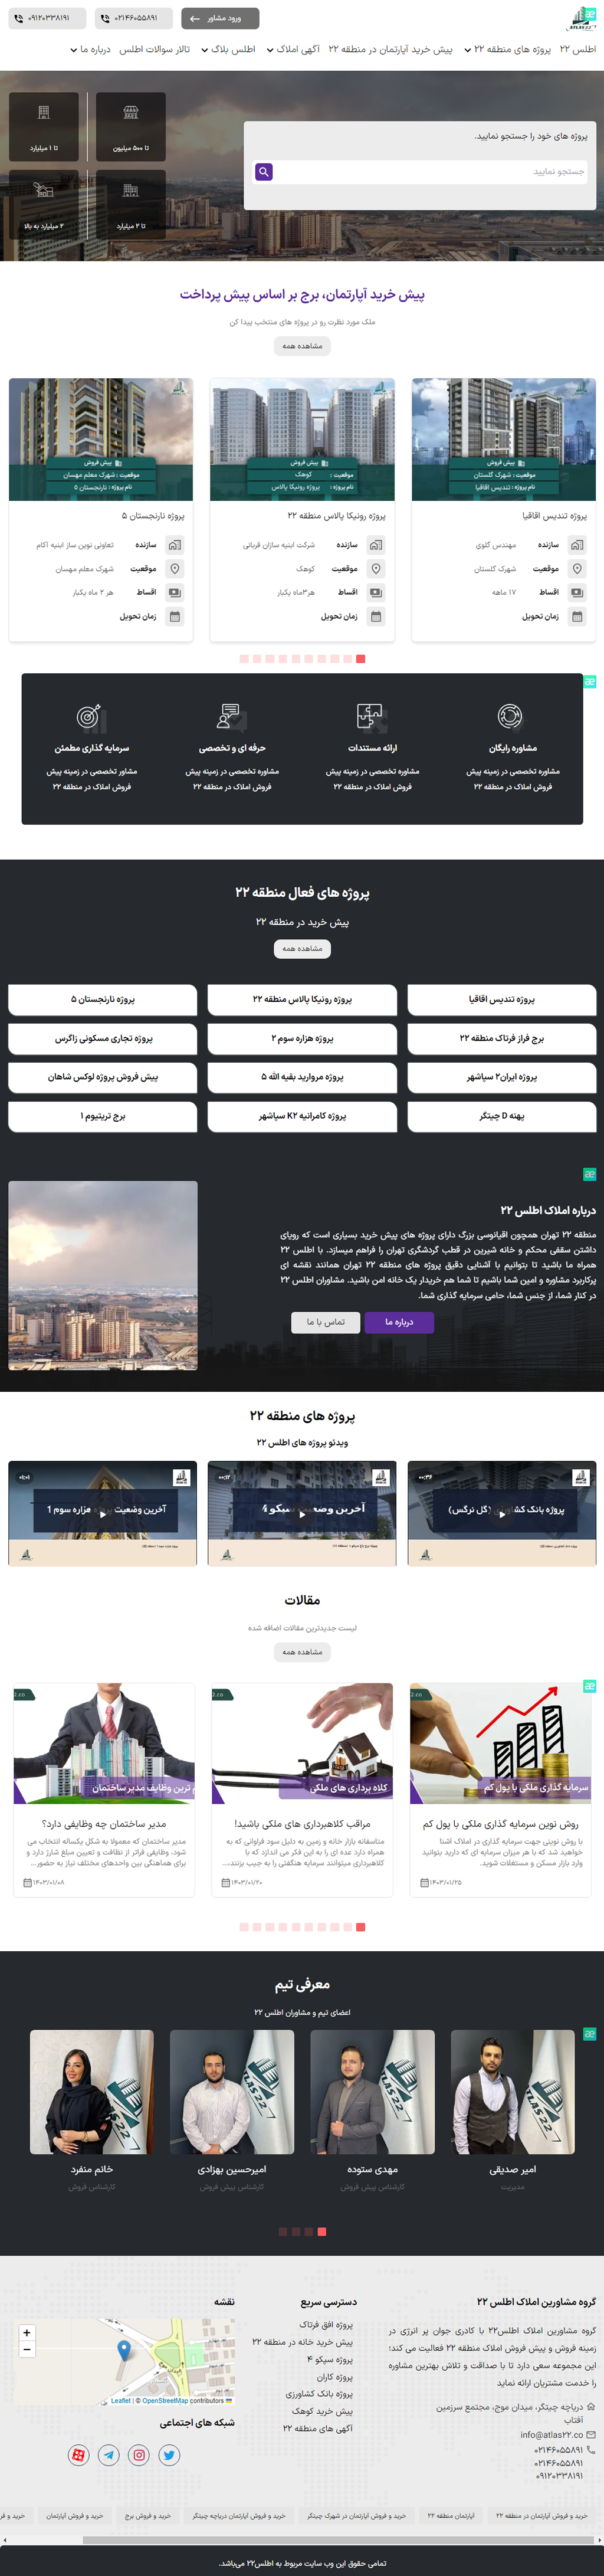 ورود مشاور
۰۲۱۴۶۰۵۵۸۹۱
۰۹۱۲۰۳۳۸۱۹۱
اطلس ۲۲
پروژه های منطقه ۲۲
پیش خرید آپارتمان در منطقه ۲۲
آگهی املاک
اطلس بلاگ
تالار سوالات اطلس
درباره ما
پروژه های خود را جستجو نمایید.
جستجو نمایید
تا ۵۰۰ میلیون
تا ۱ میلیارد
تا ۲ میلیارد
۲ میلیارد به بالا
پیش خرید آپارتمان، برج بر اساس پیش پرداخت
ملک مورد نظرت رو در پروژه های منتخب پیدا کن
مشاهده همه
پیش فروش
موقعیت : شهرک گلستان
نام پروژه : تندیس اقاقیا
پروژه تندیس اقاقیا
سازنده مهندس گلوی
موقعیت شهرک گلستان
اقساط ۱۷ ماهه
زمان تحویل
پیش فروش
موقعیت : کوهک
نام پروژه : پروژه رونیکا پالاس
پروژه رونیکا پالاس منطقه ۲۲
سازنده شرکت ابنیه سازان قربانی
موقعیت کوهک
اقساط هر۳ماه یکبار
زمان تحویل
پیش فروش
موقعیت : شهرک معلم مهسان
نام پروژه : نارنجستان ۵
پروژه نارنجستان ۵
سازنده تعاونی نوین ساز ابنیه آکام
موقعیت شهرک معلم مهسان
اقساط هر ۲ ماه یکبار
زمان تحویل
مشاوره رایگان
مشاوره تخصصی در زمینه پیش
فروش املاک در منطقه ۲۲
ارائه مستندات
مشاوره تخصصی در زمینه پیش
فروش املاک در منطقه ۲۲
حرفه ای و تخصصی
مشاوره تخصصی در زمینه پیش
فروش املاک در منطقه ۲۲
سرمایه گذاری مطمئن
مشاور تخصصی در زمینه پیش
فروش املاک در منطقه ۲۲
پروژه های فعال منطقه ۲۲
پیش خرید در منطقه ۲۲
مشاهده همه
پروژه تندیس اقاقیا
پروژه رونیکا پالاس منطقه ۲۲
پروژه نارنجستان ۵
برج فراز فرتاک منطقه ۲۲
پروژه هزاره سوم ۲
پروژه تجاری مسکونی زاگرس
پروژه ایران۲ سپاشهر
پروژه مروارید بقیه الله ۵
پیش فروش پروژه لوکس شاهان
پهنه D چیتگر
پروژه کامرانیه K۲ سپاشهر
برج تریتیوم ۱
درباره املاک اطلس ۲۲
منطقه ۲۲ تهران همچون اقیانوسی بزرگ دارای پروژه های پیش خرید بسیاری است که رویای
داشتن سقفی محکم و خانه شیرین در قطب گردشگری تهران را فراهم میسازد. با اطلس ۲۲
همراه ما باشید تا بتوانیم با آشنایی دقیق پروژه های منطقه ۲۲ تهران همانند نقشه ای
پرکاربرد مشاوره و امین شما باشیم تا شما هم خریدار یک خانه امن باشید. مشاوران اطلس ۲۲
در کنار شما، از جنس شما، حامی سرمایه گذاری شما.
درباره ما
تماس با ما
پروژه های منطقه ۲۲
ویدئو پروژه های اطلس ۲۲
۰۰:۳۶
پروژه بانک کشاورزی (گل نرگس)
۰۰:۱۲
آخرین وضعیت سپکو 4
۰۱:۰۱
آخرین وضعیت پروژه هزاره سوم 1
مقالات
لیست جدیدترین مقالات اضافه شده
مشاهده همه
سرمایه گذاری ملکی با پول کم
روش نوین سرمایه گذاری ملکی با پول کم
با روش نوینی جهت سرمایه گذاری در املاک آشنا
خواهید شد که با هر میزان سرمایه ای که دارید بتوانید
وارد بازار مسکن و مستغلات شوید.
۱۴۰۳/۰۱/۲۵
کلاه برداری های ملکی
مراقب کلاهبرداری های ملکی باشید!
متاسفانه بازار خانه و زمین به دلیل سود فراوانی که به
همراه دارد عده ای را به این فکر می اندازد که با
کلاهبرداری میتوانند سرمایه هنگفتی را به جیب بزنند....
۱۴۰۳/۰۱/۲۰
ترین وظایف مدیر ساختمان
مدیر ساختمان چه وظایفی دارد؟
مدیر ساختمان که معمولا به شکل یکساله انتخاب می
شود، وظایفی فراتر از نظافت و تعیین مبلغ شارژ دارد و
برای هماهنگی بین واحدهای مختلف نیاز به حضور...
۱۴۰۳/۰۱/۰۸
معرفی تیم
اعضای تیم و مشاوران اطلس ۲۲
امیر صدیقی
مدیریت
مهدی ستوده
کارشناس پیش فروش
امیرحسین بهزادی
کارشناس پیش فروش
خانم منفرد
کارشناس فروش
گروه مشاورین املاک اطلس ۲۲
گروه مشاورین املاک اطلس۲۲ با کادری جوان پر انرژی در
زمینه فروش و پیش فروش املاک منطقه ۲۲ فعالیت می کند؛
این مجموعه سعی دارد تا با صداقت و تلاش بهترین مشاوره
را خدمت مشتریان ارائه نماید
دریاچه چیتگر، میدان موج، مجتمع سرزمین
آفتاب
info@atlas۲۲.co
۰۲۱۴۶۰۵۵۸۹۱
۰۲۱۴۶۰۵۵۸۹۱
۰۹۱۲۰۳۳۸۱۹۱
دسترسی سریع
پروژه افق فرتاک
پیش خرید خانه در منطقه ۲۲
پروژه سپکو ۴
پروژه کاران
پروژه بانک کشاورزی
پیش خرید کوهک
آگهی های منطقه ۲۲
نقشه
+
−
Leaflet | © OpenStreetMap contributors
شبکه های اجتماعی
خرید و فروش آپارتمان در منطقه ۲۲
آپارتمان منطقه ۲۲
خرید و فروش آپارتمان در شهرک چیتگر
خرید و فروش آپارتمان دریاچه چیتگر
خرید و فروش برج
خرید و فروش آپارتمان
تمامی حقوق این وب سایت مربوط به اطلس۲۲ می‌باشد.